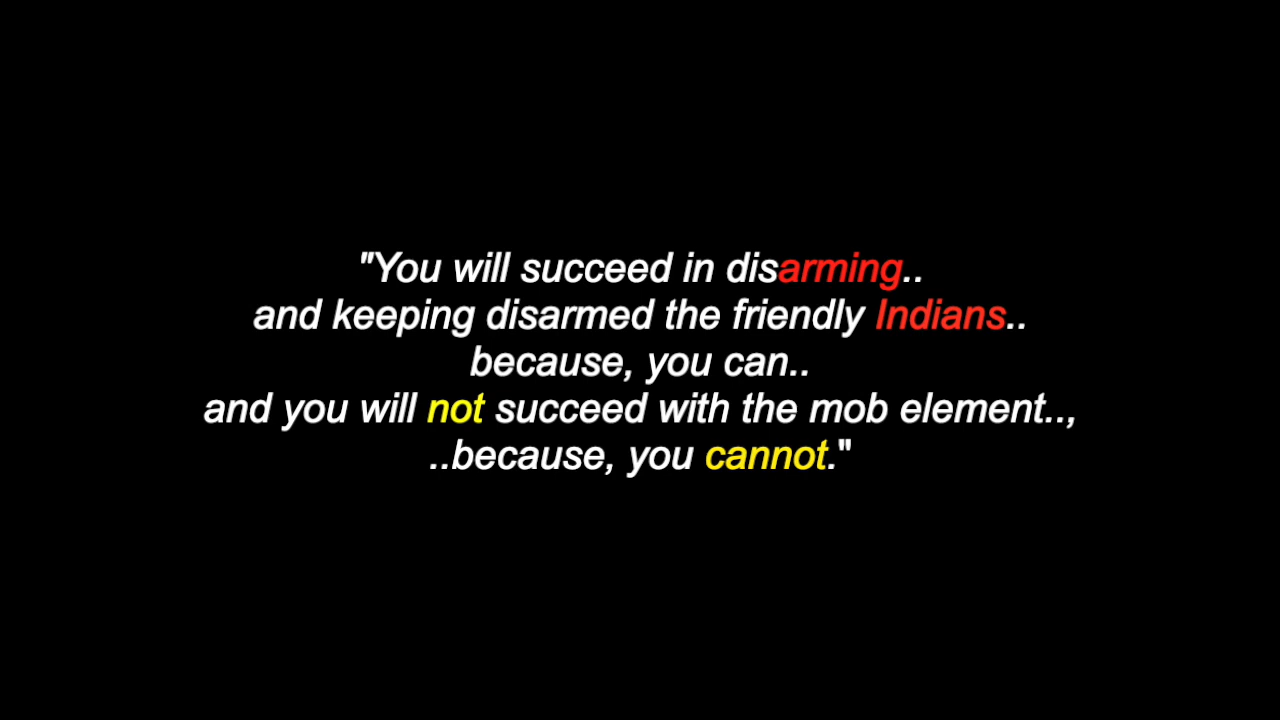 "You will succeed in disarming..
and keeping disarmed the friendly Indians..
because, you can..
and you will not succeed with the mob element..,
..because, you cannot."